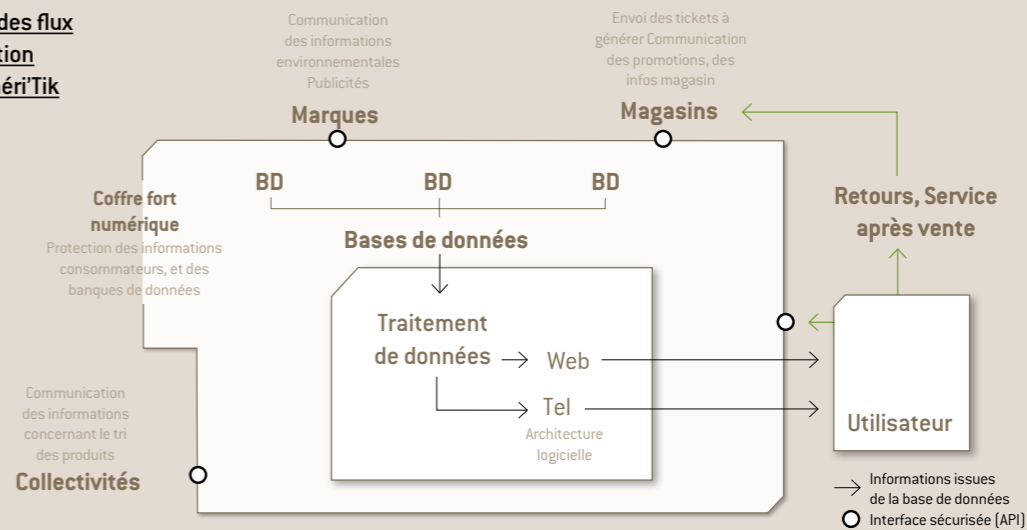 des flux
tion
éri'Tik
Communication
des informations
environnementales
Publicités
Marques
Envoi des tickets à
générer Communication
des promotions, des
infos magasin
Magasins
BD
BD
BD
Bases de données
Coffre fort
numérique
Protection des informations
consommateurs, et des
banques de données
Retours, Service
après vente
Traitement
de données
Web
Tel
Architecture
logicielle
Utilisateur
Communication
des informations
concernant le tri
des produits
Collectivités
Informations issues
de la base de données
Interface sécurisée (API)